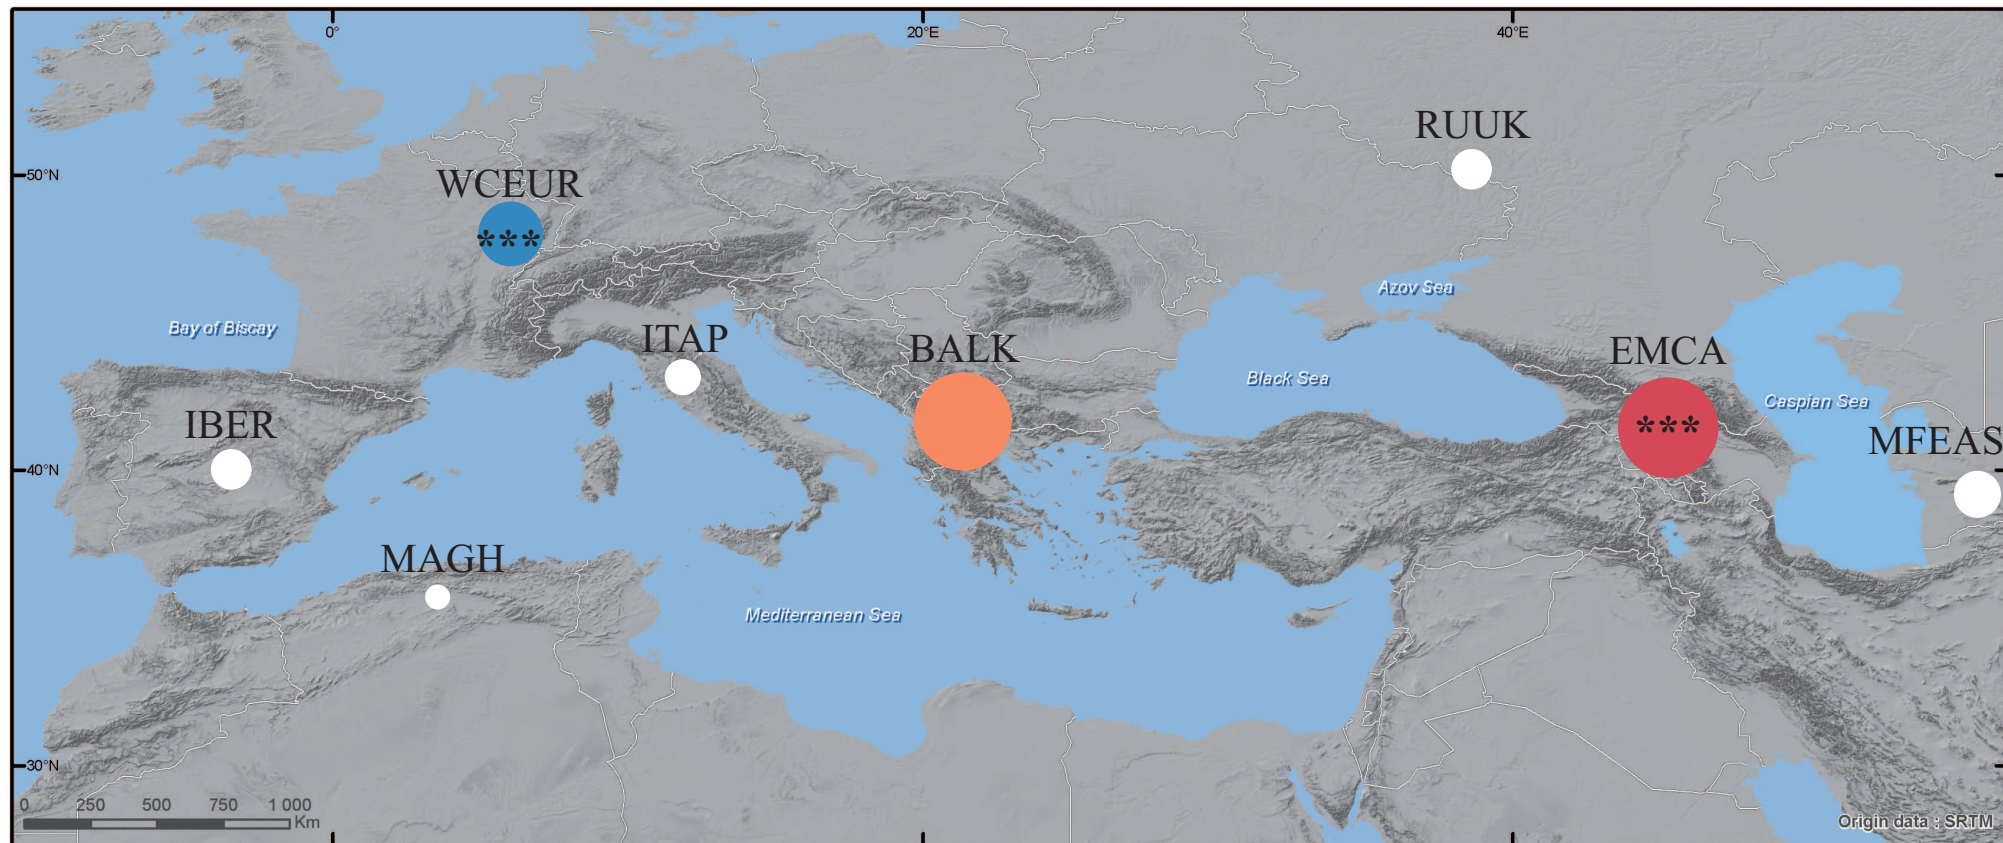 0°
20°E
40°E
RUUK
50°N
WCEUR
***
Azov Sea
Bay of Biscay
ITAP
BALK
EMCA
Black Sea
Caspian Sea
IBER
***
MFEAS
40°N
MAGH
Mediterranean Sea
30°N
0 250 500 750 1 000
Km
Origin data : SRTM